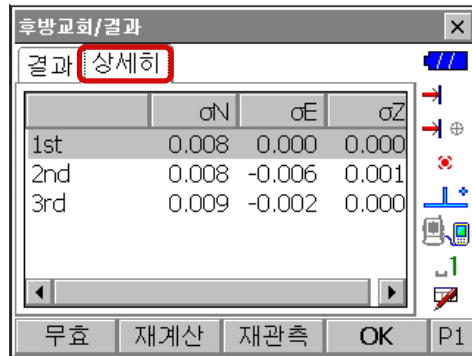 후방교회/결과
결과 상세히
σN σE σZ
1st 0.008 0.000 0.000
2nd 0.008 -0.006 0.001
3rd 0.009 -0.002 0.000
1
무효 재계산 재관측 OK P1